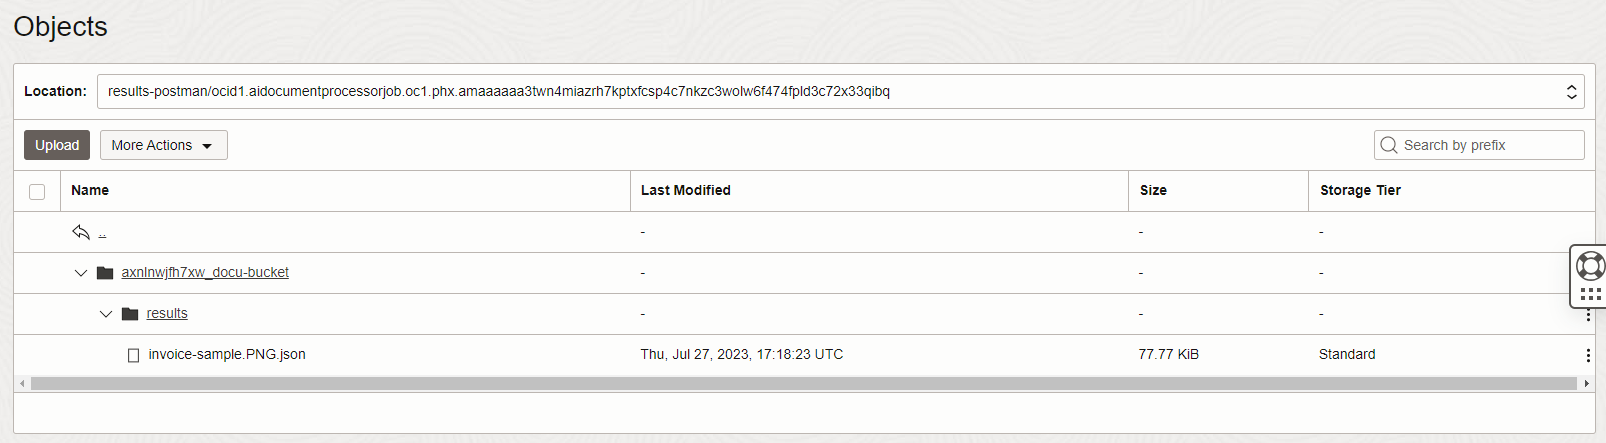 Objects
Location: results-postman/ocid1.aidocumentprocessorjob.oc1.phx.amaaaaaa3twn4miazrh7kptxfcsp4c7nkzc3wolw6f474fpld3c72x33qibq
Upload More Actions Search by prefix
Name Last Modified Size Storage Tier
.. - - -
axnlnwjfh7xw_docu-bucket - - -
results - - -
invoice-sample.PNG.json Thu, Jul 27, 2023, 17:18:23 UTC 77.77 KiB Standard